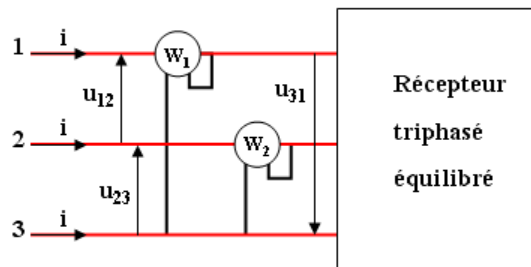 1 i
W1
u12
u31
2 i
W2
u23
3 i
Récepteur
triphasé
équilibré